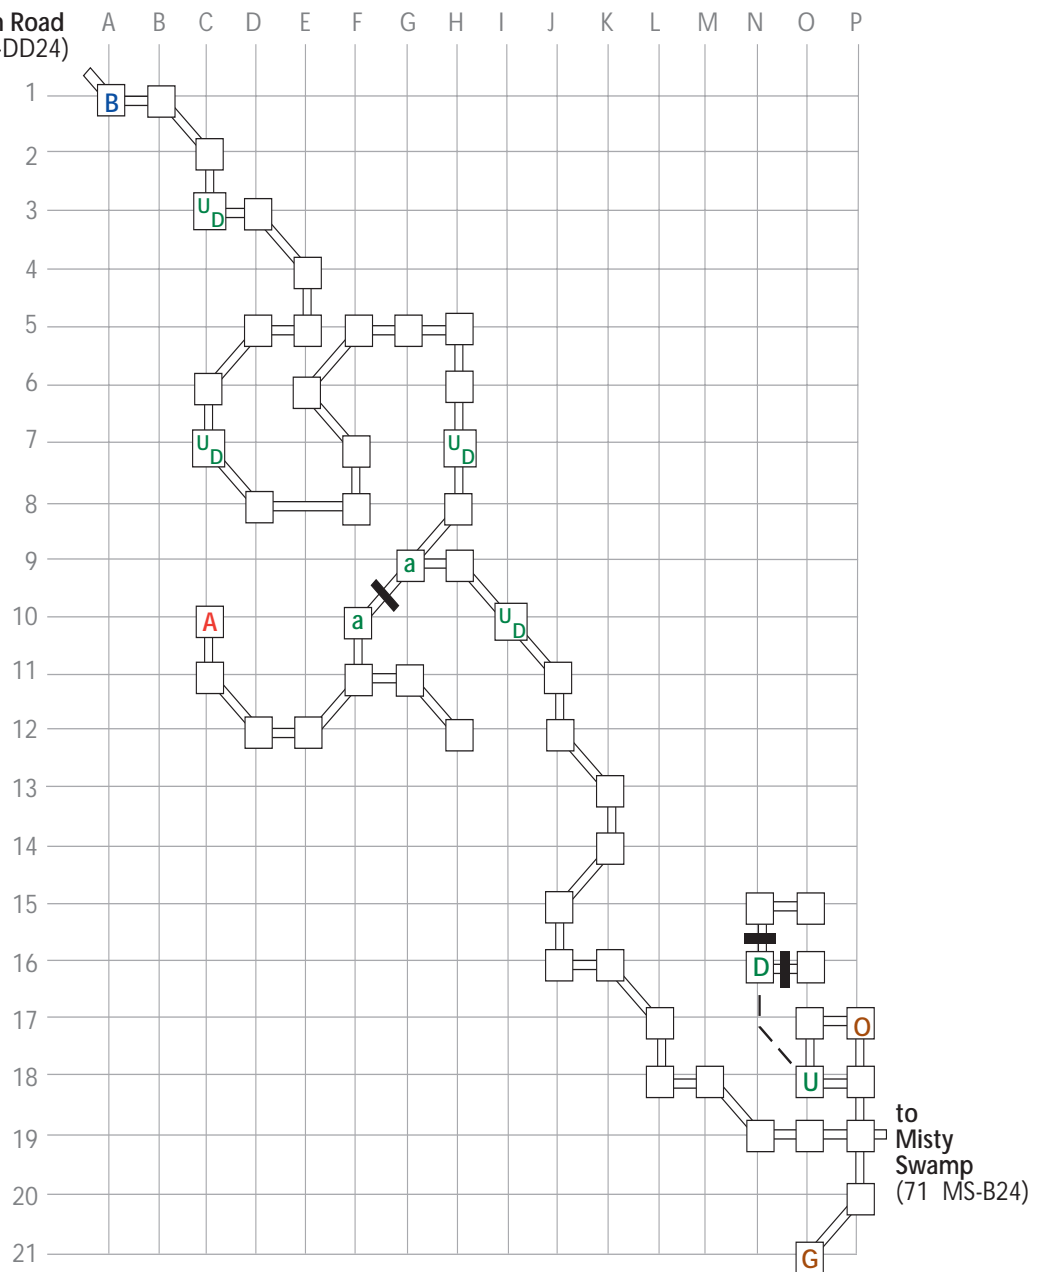 Road A B C D E F G H I J K L M N O P
DD24)
1 B
2
3 U D
4
5
6
7 U D U D
8
9 a
10 A a U D
11
12
13
14
15
16 D
17 O
18 U
to
19 Misty
Swamp
20 (71 MS-B24)
21 G